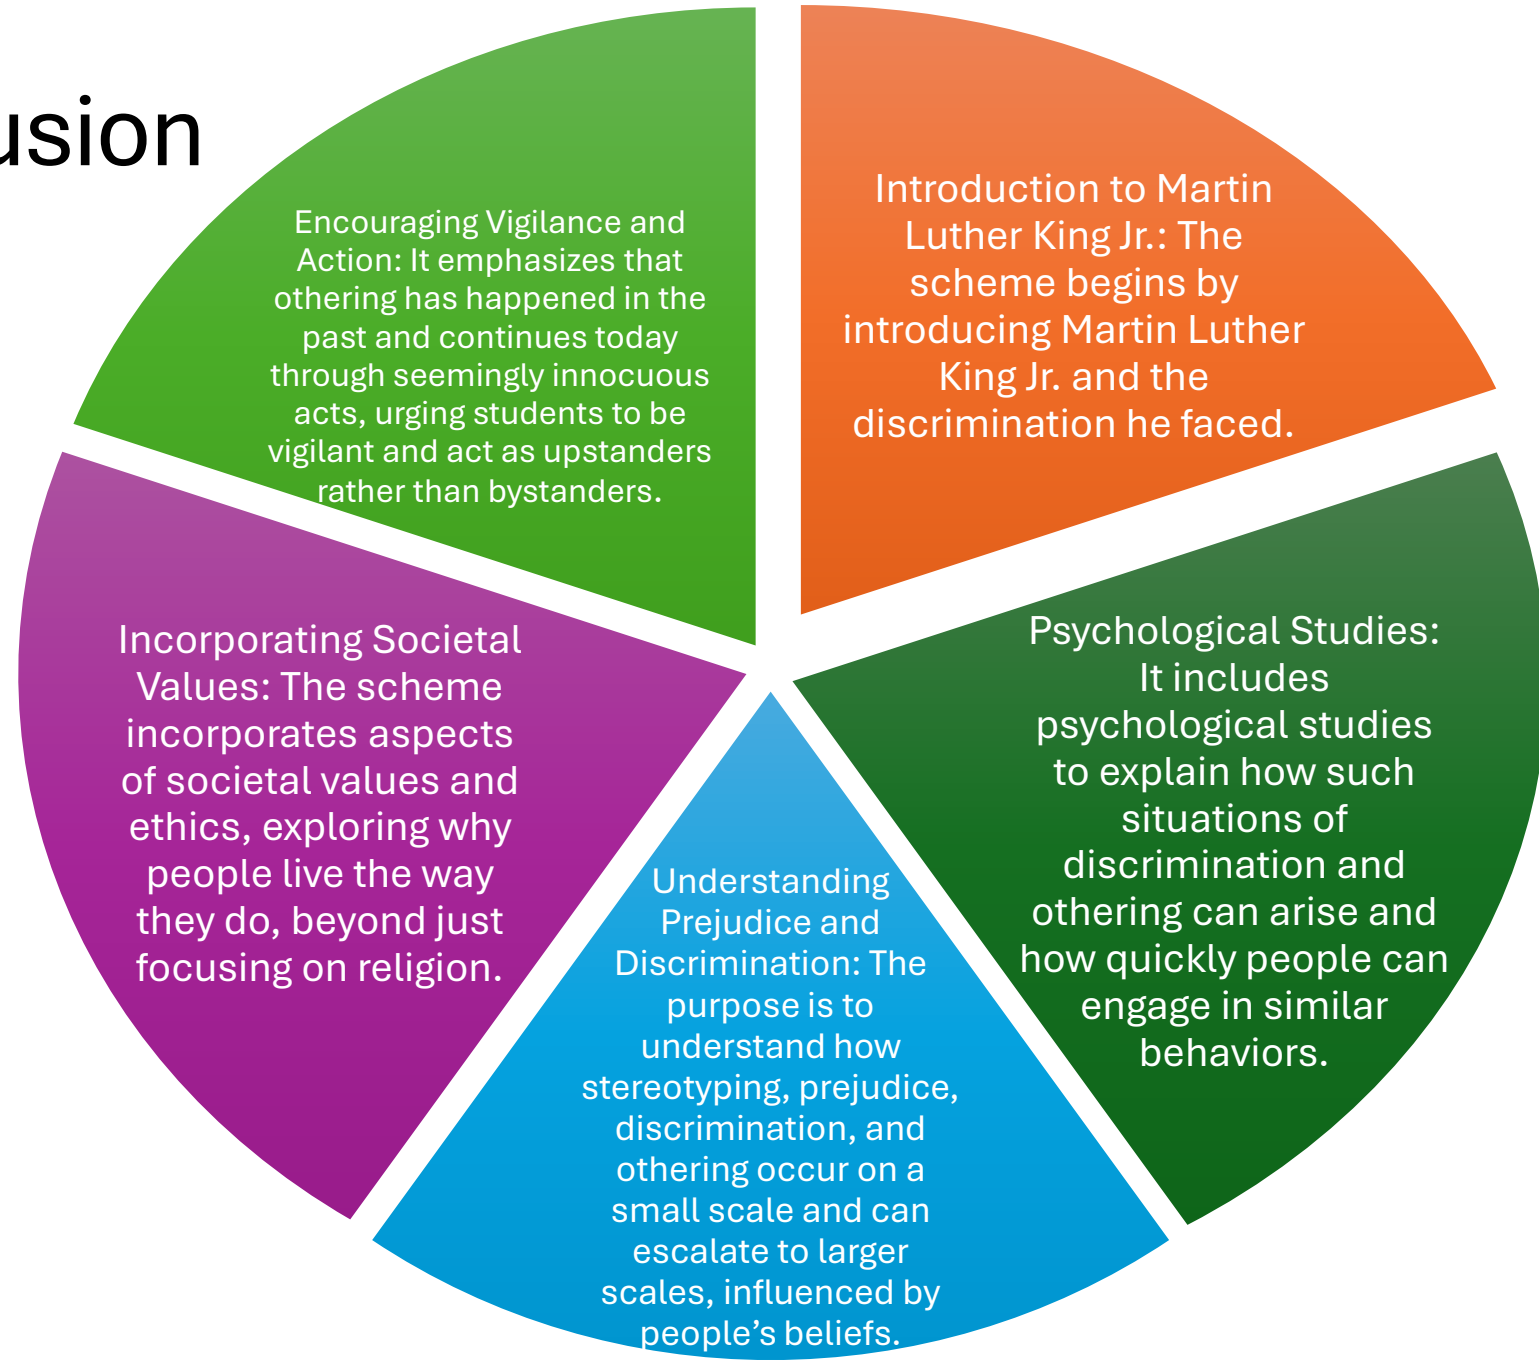 usion
Introduction to Martin
Luther King Jr.: The
scheme begins by
introducing Martin Luther
King Jr. and the
discrimination he faced.
Psychological Studies:
It includes
psychological studies
to explain how such
situations of
discrimination and
othering can arise and
how quickly people can
engage in similar
behaviors.
Understanding
Prejudice and
Discrimination: The
purpose is to
understand how
stereotyping, prejudice,
discrimination, and
othering occur on a
small scale and can
escalate to larger
scales, influenced by
people’s beliefs.
Incorporating Societal
Values: The scheme
incorporates aspects
of societal values and
ethics, exploring why
people live the way
they do, beyond just
focusing on religion.
Encouraging Vigilance and
Action: It emphasizes that
othering has happened in the
past and continues today
through seemingly innocuous
acts, urging students to be
vigilant and act as upstanders
rather than bystanders.